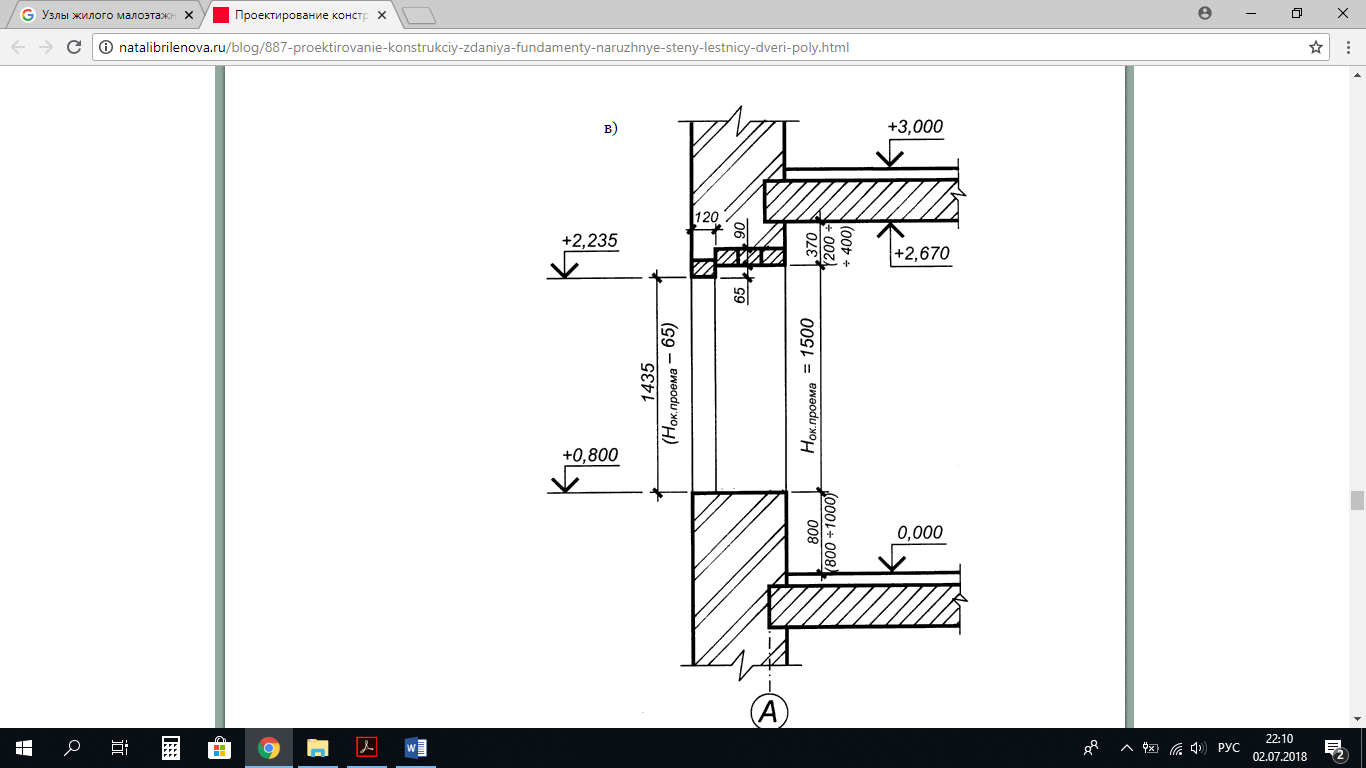 Узлы жилого малоэтажн
Проектирование констр
natalibrilenova.ru/blog/887-proektirovanie-konstrukciy-zdaniya-fundamenty-naruzhnye-steny-lestnicy-dveri-poly.html
в)
+3,000
120
90
370
(200 ÷
÷ 400)
+2,235
+2,670
65
1435
(Hок.проема – 65)
Hок.проема = 1500
+0,800
800
(800 ÷1000)
0,000
А
РУС
22:10
02.07.2018
2